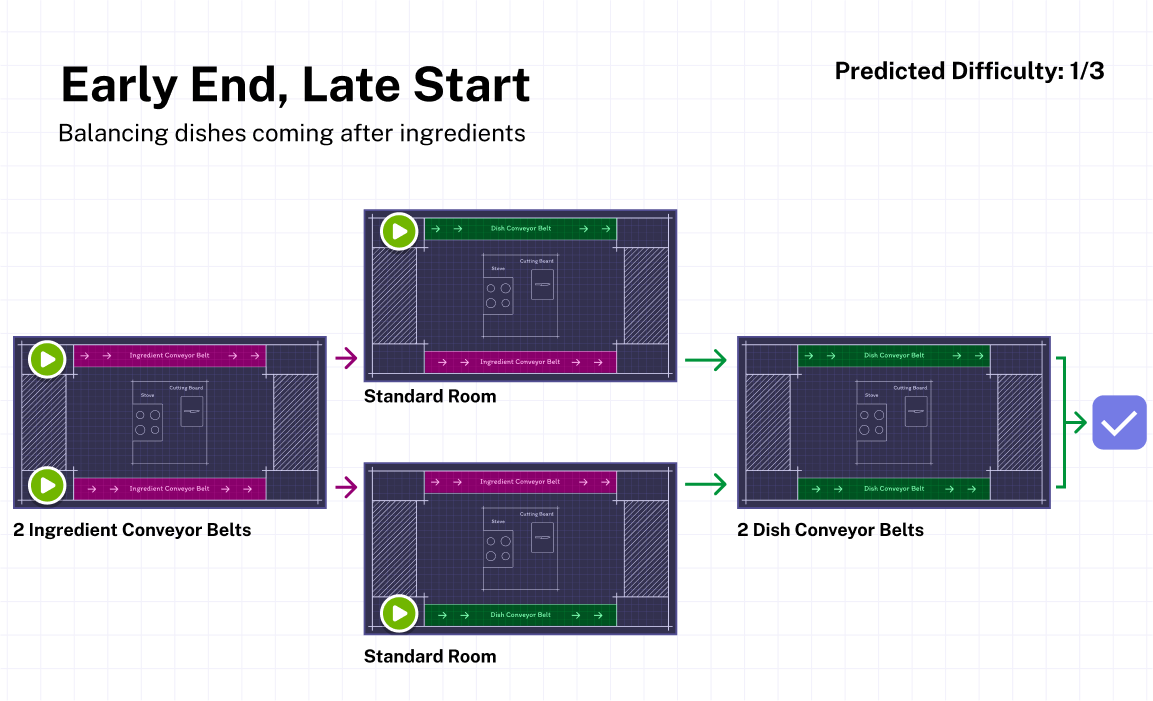 Early End, Late Start
Predicted Difficulty: 1/3
Balancing dishes coming after ingredients
Dish Conveyor Belt
Cutting Board
Stove
Ingredient Conveyor Belt
Standard Room
Ingredient Conveyor Belt
Cutting Board
Stove
Ingredient Conveyor Belt
2 Ingredient Conveyor Belts
Ingredient Conveyor Belt
Cutting Board
Stove
Dish Conveyor Belt
Standard Room
Dish Conveyor Belt
Cutting Board
Stove
Dish Conveyor Belt
2 Dish Conveyor Belts